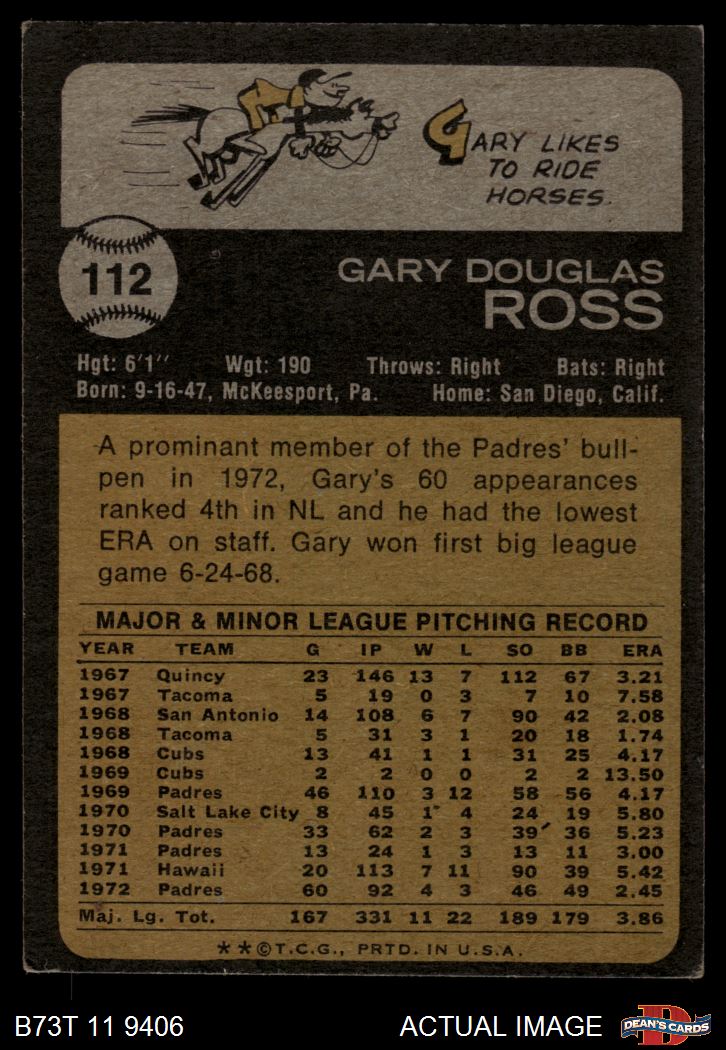 GARY LIKES
TO RIDE
HORSES.
112
GARY DOUGLAS
ROSS
Hgt: 6'1" Wgt: 190 Throws: Right Bats: Right
Born: 9-16-47, McKeesport, Pa. Home: San Diego, Calif.
A prominant member of the Padres' bull-
pen in 1972, Gary's 60 appearances
ranked 4th in NL and he had the lowest
ERA on staff. Gary won first big league
game 6-24-68.
MAJOR & MINOR LEAGUE PITCHING RECORD
YEAR TEAM G IP W L SO BB ERA
1967 Quincy 23 146 13 7 112 67 3.21
1967 Tacoma 5 19 0 3 7 10 7.58
1968 San Antonio 14 108 6 7 90 42 2.08
1968 Tacoma 5 31 3 1 20 18 1.74
1968 Cubs 13 41 1 1 31 25 4.17
1969 Cubs 2 2 0 0 2 2 13.50
1969 Padres 46 110 3 12 58 56 4.17
1970 Salt Lake City 8 45 1 4 24 19 5.80
1970 Padres 33 62 2 3 39 36 5.23
1971 Padres 13 24 1 3 13 11 3.00
1971 Hawaii 20 113 7 11 90 39 5.42
1972 Padres 60 92 4 3 46 49 2.45
Maj. Lg. Tot. 167 331 11 22 189 179 3.86
**©T.C.G., PRTD. IN U.S.A.
B73T 11 9406 ACTUAL IMAGE D DEAN'S CARDS